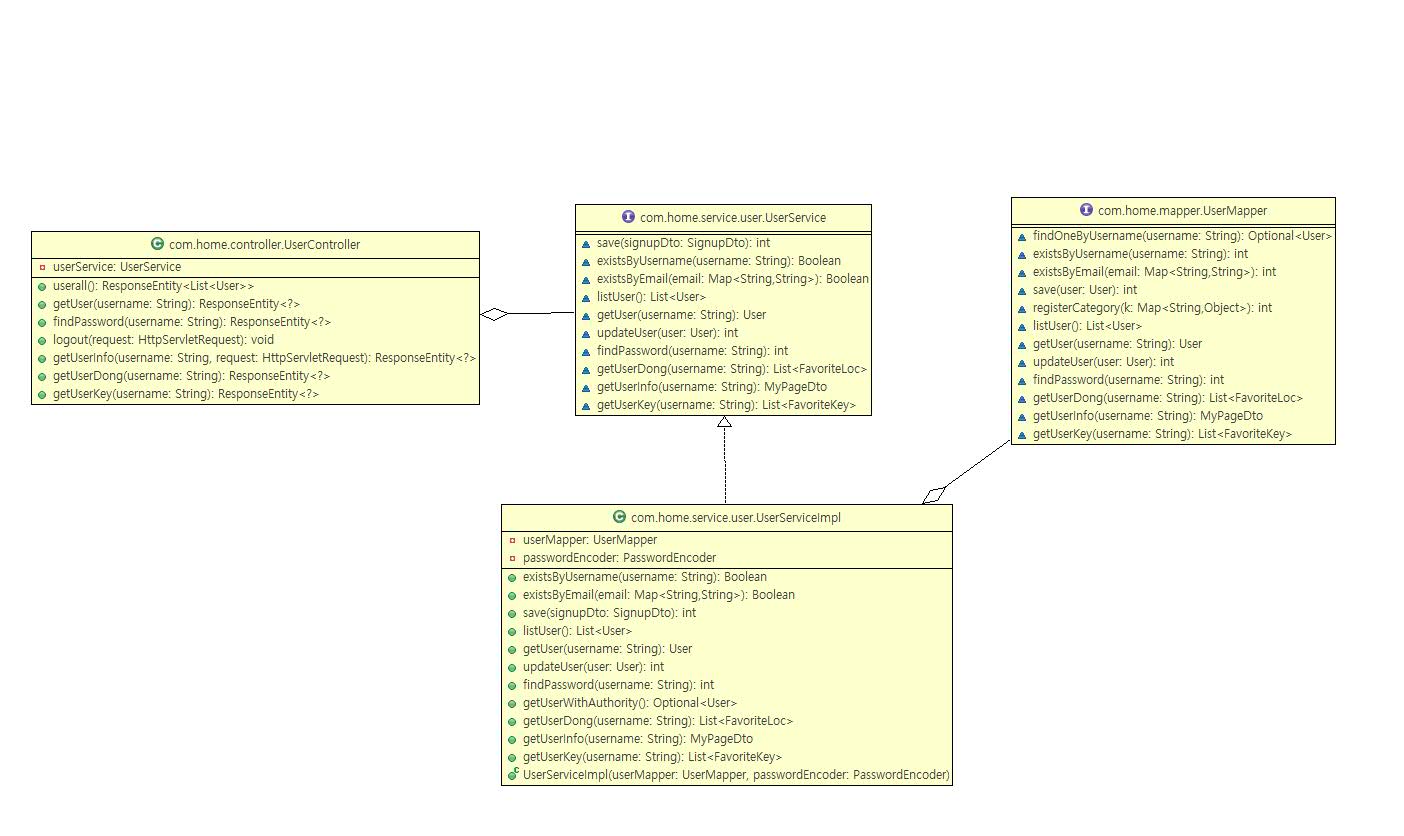 com.home.controller.UserController
userService: UserService
userall(): ResponseEntity<List<User>>
getUser(username: String): ResponseEntity<?>
findPassword(username: String): ResponseEntity<?>
logout(request: HttpServletRequest): void
getUserInfo(username: String, request: HttpServletRequest): ResponseEntity<?>
getUserDong(username: String): ResponseEntity<?>
getUserKey(username: String): ResponseEntity<?>
com.home.service.user.UserService
save(signupDto: SignupDto): int
existsByUsername(username: String): Boolean
existsByEmail(email: Map<String,String>): Boolean
listUser(): List<User>
getUser(username: String): User
updateUser(user: User): int
findPassword(username: String): int
getUserDong(username: String): List<FavoriteLoc>
getUserInfo(username: String): MyPageDto
getUserKey(username: String): List<FavoriteKey>
com.home.mapper.UserMapper
findOneByUsername(username: String): Optional<User>
existsByUsername(username: String): int
existsByEmail(email: Map<String,String>): int
save(user: User): int
registerCategory(k: Map<String,Object>): int
listUser(): List<User>
getUser(username: String): User
updateUser(user: User): int
findPassword(username: String): int
getUserDong(username: String): List<FavoriteLoc>
getUserInfo(username: String): MyPageDto
getUserKey(username: String): List<FavoriteKey>
com.home.service.user.UserServiceImpl
userMapper: UserMapper
passwordEncoder: PasswordEncoder
existsByUsername(username: String): Boolean
existsByEmail(email: Map<String,String>): Boolean
save(signupDto: SignupDto): int
listUser(): List<User>
getUser(username: String): User
updateUser(user: User): int
findPassword(username: String): int
getUserWithAuthority(): Optional<User>
getUserDong(username: String): List<FavoriteLoc>
getUserInfo(username: String): MyPageDto
getUserKey(username: String): List<FavoriteKey>
UserServiceImpl(userMapper: UserMapper, passwordEncoder: PasswordEncoder)